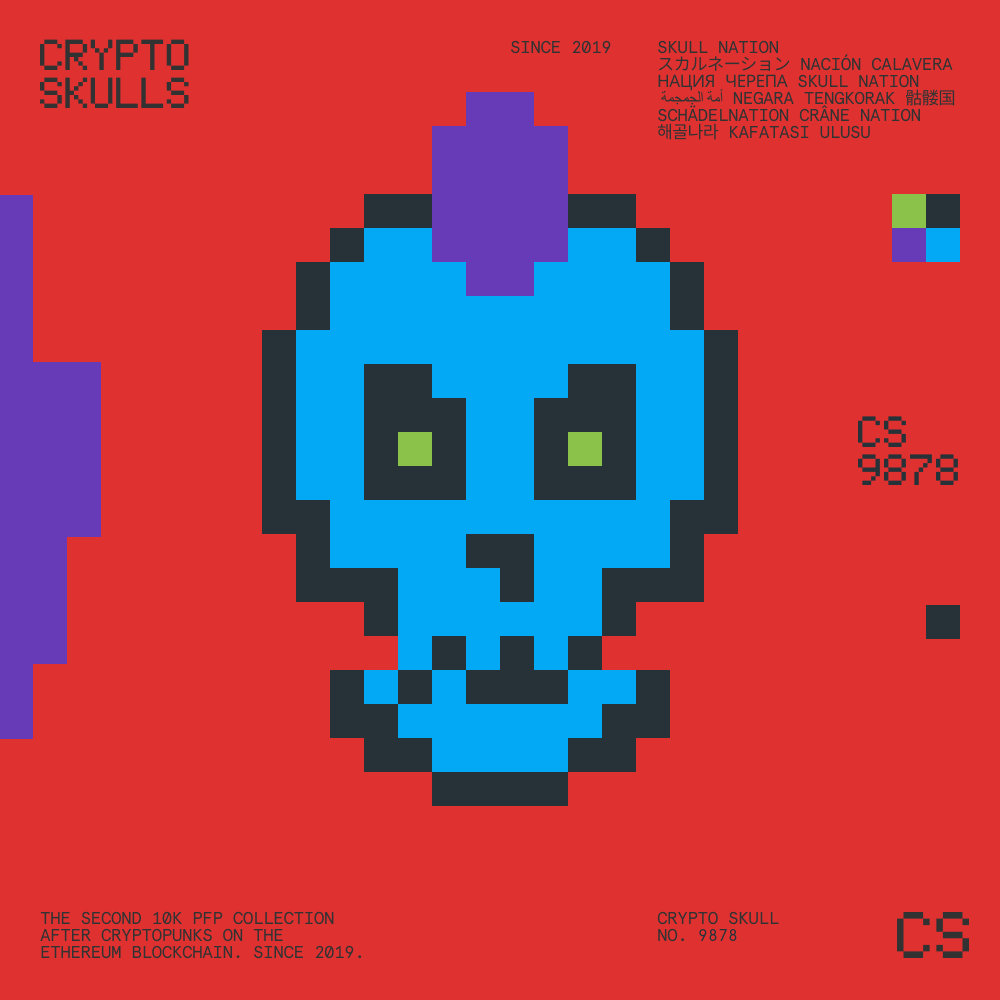 CRYPTO
SKULLS
SINCE 2019
SKULL NATION
スカルネーション NACIÓN CALAVERA
НАЦИЯ ЧЕРЕПА SKULL NATION
أمة الجمجمة NEGARA TENGKORAK 骷髅国
SCHÄDELNATION CRÂNE NATION
해골나라 KAFATASI ULUSU
CS
9878
THE SECOND 10K PFP COLLECTION
AFTER CRYPTOPUNKS ON THE
ETHEREUM BLOCKCHAIN. SINCE 2019.
CRYPTO SKULL
NO. 9878
CS